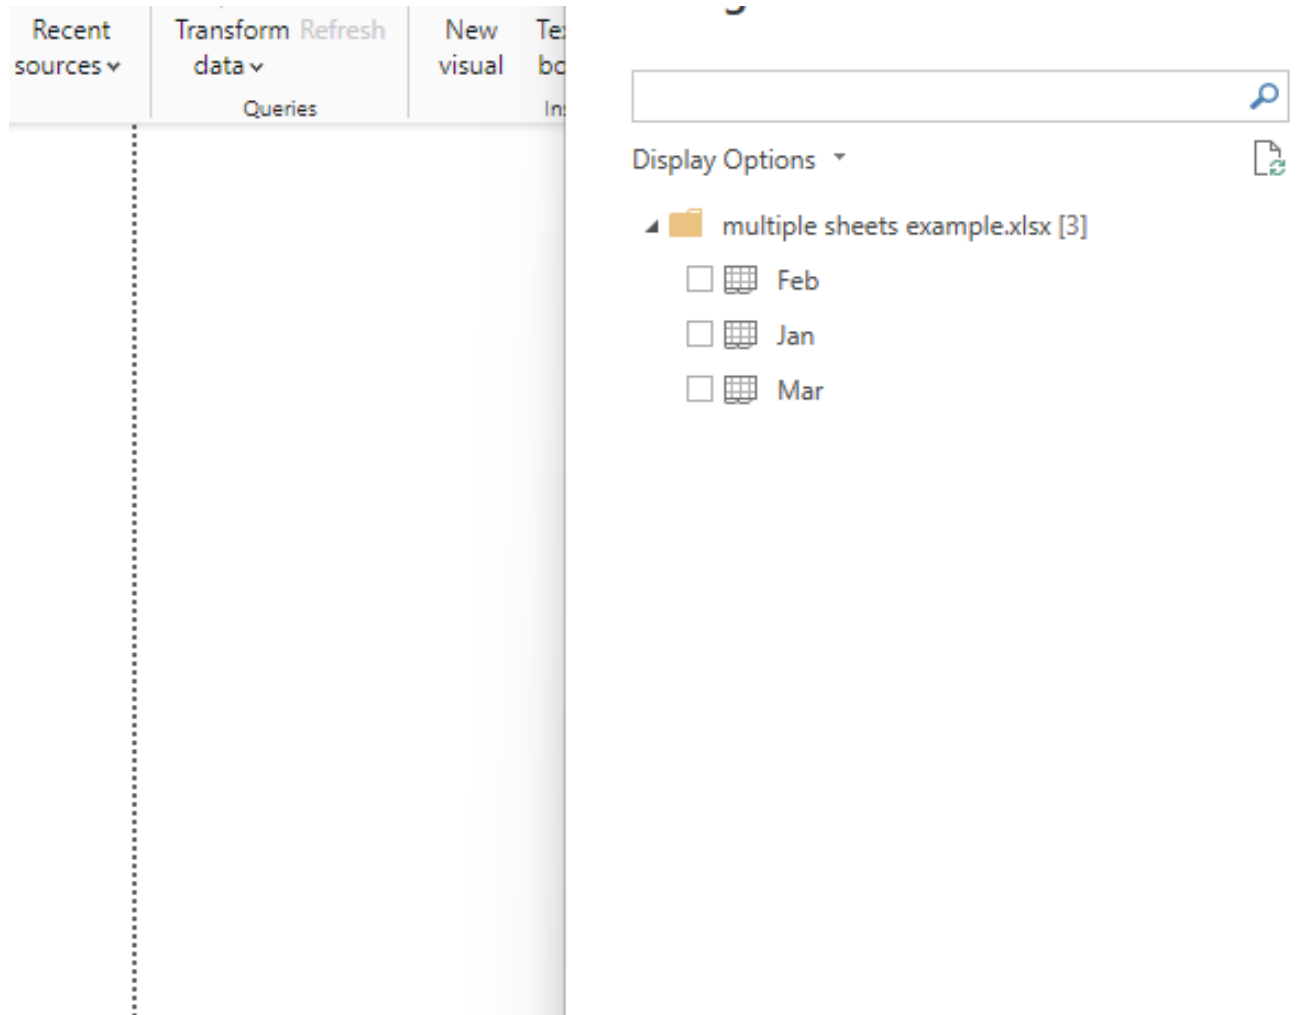 Recent
sources
Transform
data
Refresh
Queries
New
visual
Display Options
multiple sheets example.xlsx [3]
Feb
Jan
Mar